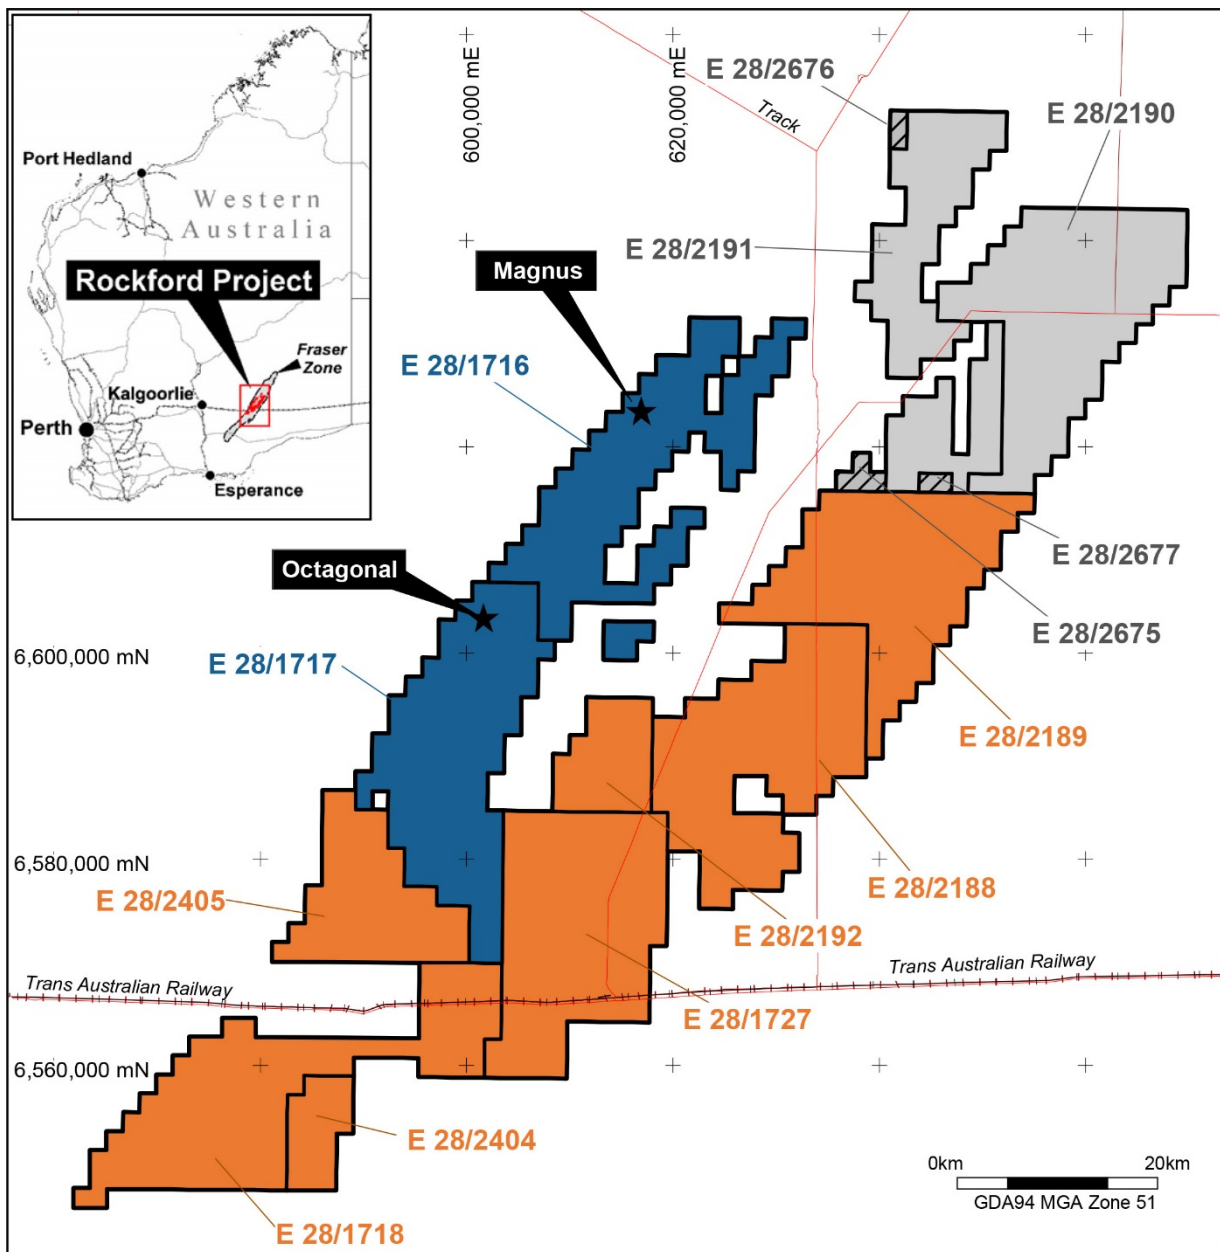 Port Hedland
Western
Australia
Rockford Project
Fraser
Zone
Kalgoorlie
Perth
Esperance
600,000 mE
620,000 mE
Track
E 28/2676
E 28/2190
E 28/2191
Magnus
E 28/1716
Octagonal
E 28/2677
E 28/2675
6,600,000 mN
E 28/1717
E 28/2189
6,580,000 mN
E 28/2405
E 28/2188
E 28/2192
Trans Australian Railway
Trans Australian Railway
E 28/1727
6,560,000 mN
E 28/2404
E 28/1718
0km
20km
GDA94 MGA Zone 51